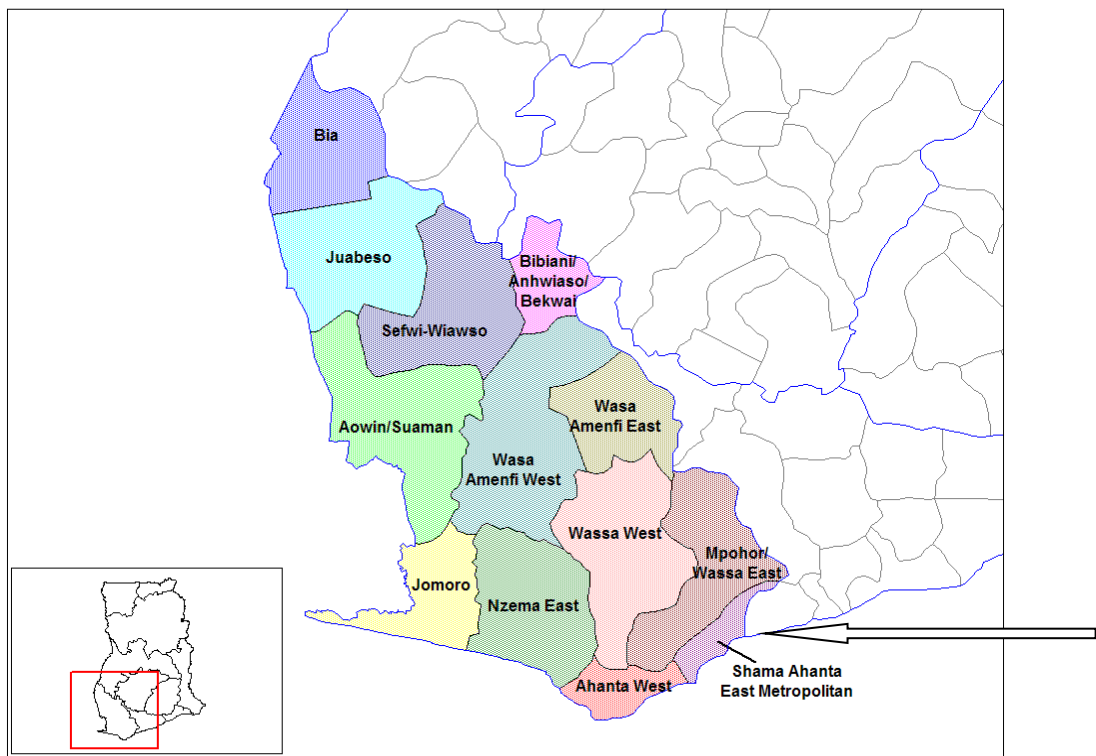 Bia
Juabeso
Bibiani/
Anhwiaso/
Bekwai
Sefwi-Wiawso
Aowin/Suaman
Wasa
Amenfi East
Wasa
Amenfi West
Wassa West
Mpohor/
Wassa East
Jomoro
Nzema East
Shama Ahanta
East Metropolitan
Ahanta West